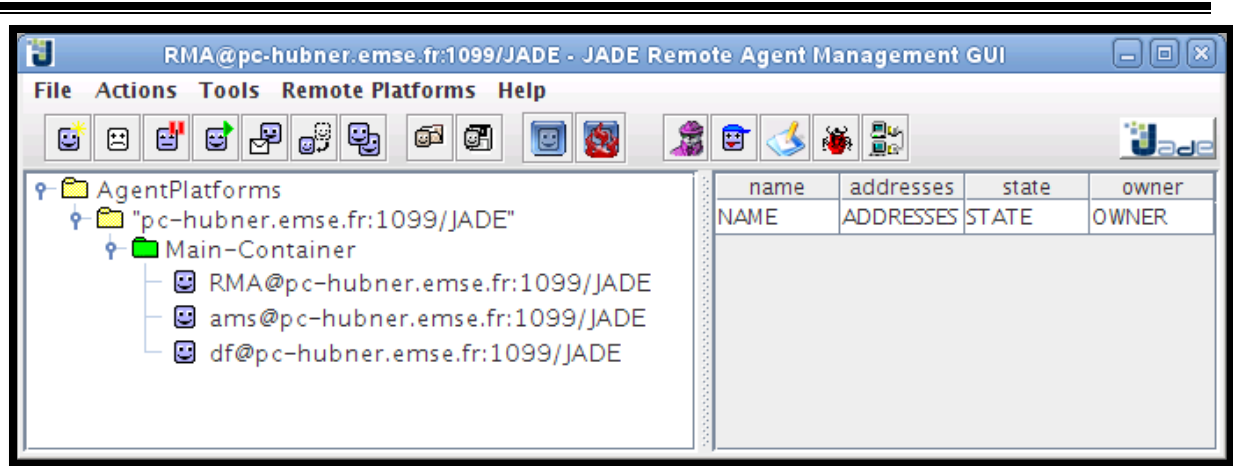 RMA@pc-hubner.emse.fr:1099/JADE - JADE Remote Agent Management GUI
File Actions Tools Remote Platforms Help
Jade
AgentPlatforms
"pc-hubner.emse.fr:1099/JADE"
Main-Container
RMA@pc-hubner.emse.fr:1099/JADE
ams@pc-hubner.emse.fr:1099/JADE
df@pc-hubner.emse.fr:1099/JADE
name addresses state owner
NAME ADDRESSES STATE OWNER